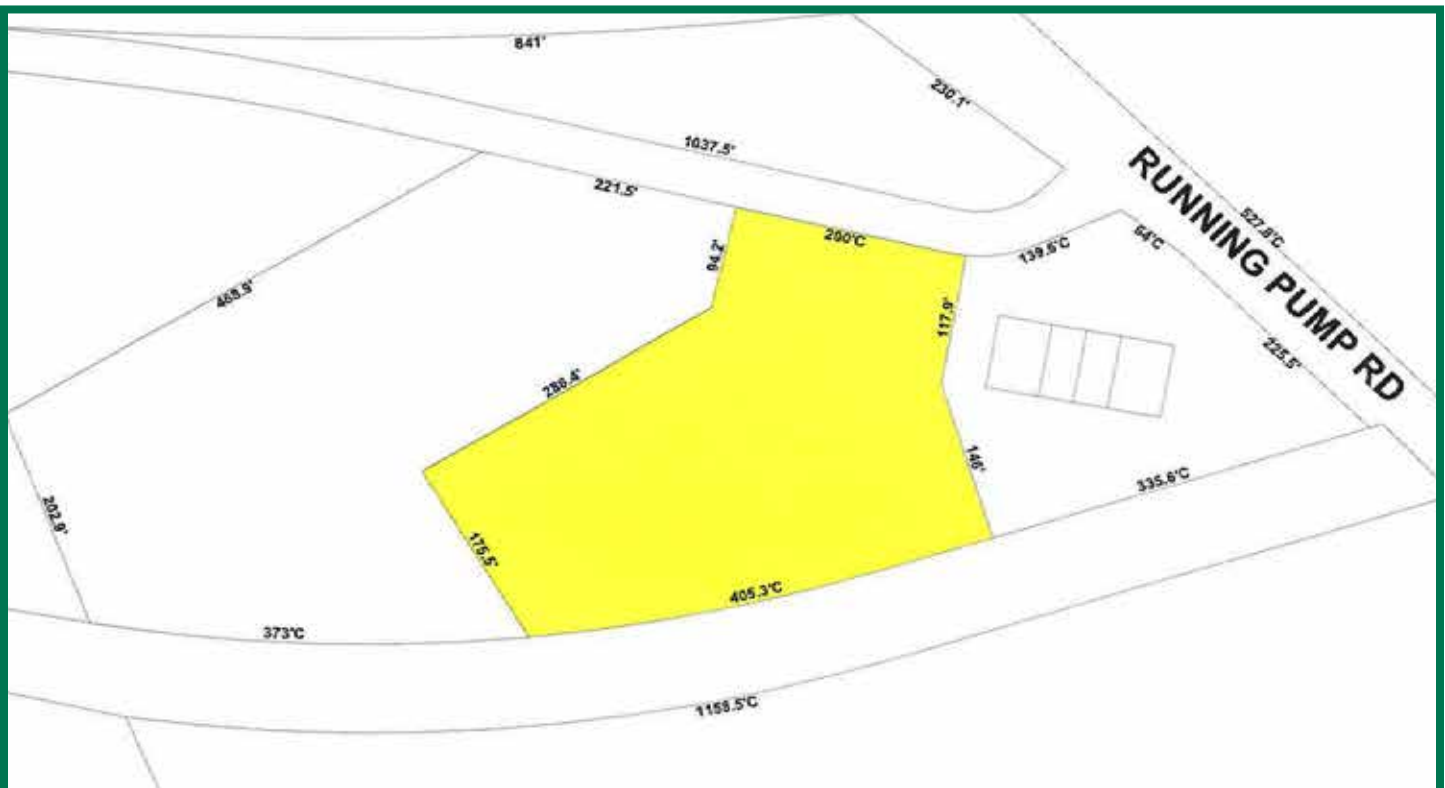 841'
230.1'
1037.5'
RUNNING PUMP RD
527.8'C
221.5'
200'C
139.6'C
54'C
94.2'
117.9'
468.9'
225.5'
286.4'
146'
335.6'C
202.9'
175.5'
405.3'C
373'C
1158.5'C